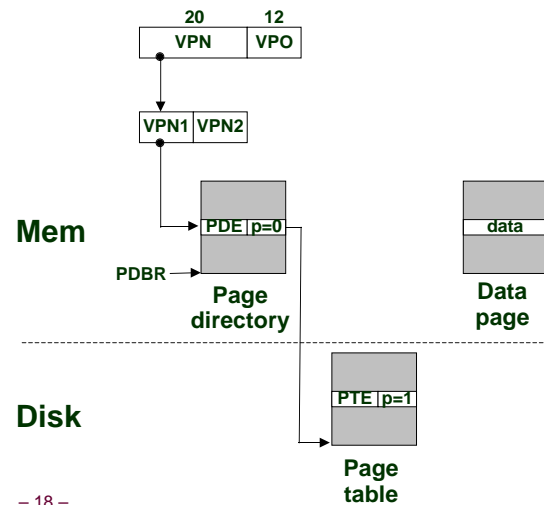 20 12
VPN VPO
VPN1 VPN2
Mem
PDE p=0
data
PDBR
Page
directory
Data
page
Disk
PTE p=1
Page
table
– 18 –